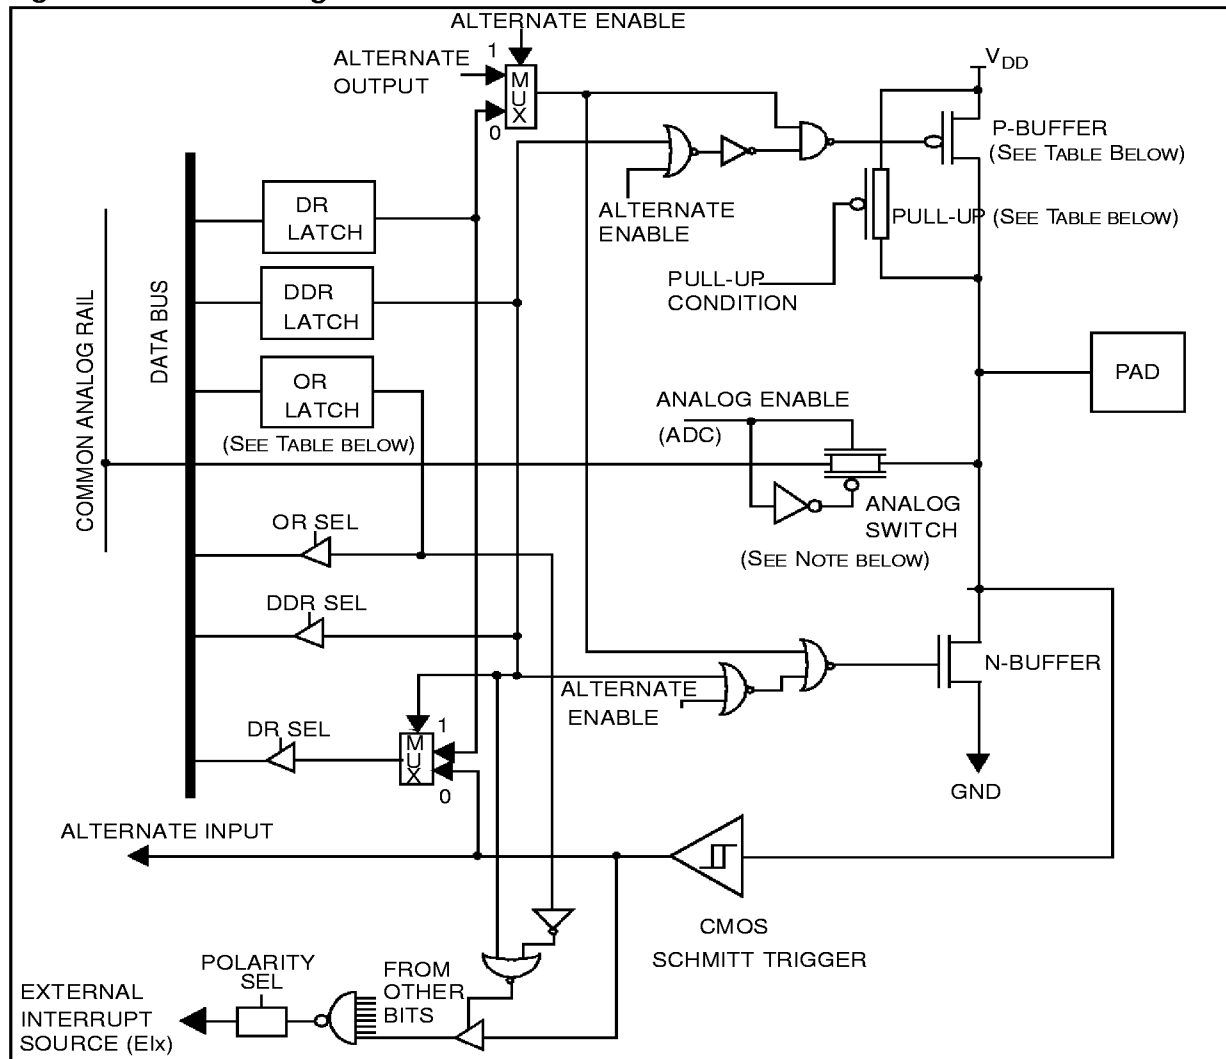 ALTERNATE ENABLE
ALTERNATE
OUTPUT
1
MUX
0
VDD
P-BUFFER
(SEE TABLE BELOW)
ALTERNATE
ENABLE
PULL-UP (SEE TABLE BELOW)
PULL-UP
CONDITION
COMMON ANALOG RAIL
DATA BUS
DR
LATCH
DDR
LATCH
OR
LATCH
(SEE TABLE BELOW)
PAD
ANALOG ENABLE
(ADC)
ANALOG
SWITCH
(SEE NOTE BELOW)
OR SEL
DDR SEL
DR SEL
MUX
1
0
ALTERNATE
ENABLE
N-BUFFER
GND
ALTERNATE INPUT
CMOS
SCHMITT TRIGGER
POLARITY
SEL
FROM
OTHER
BITS
EXTERNAL
INTERRUPT
SOURCE (EIx)